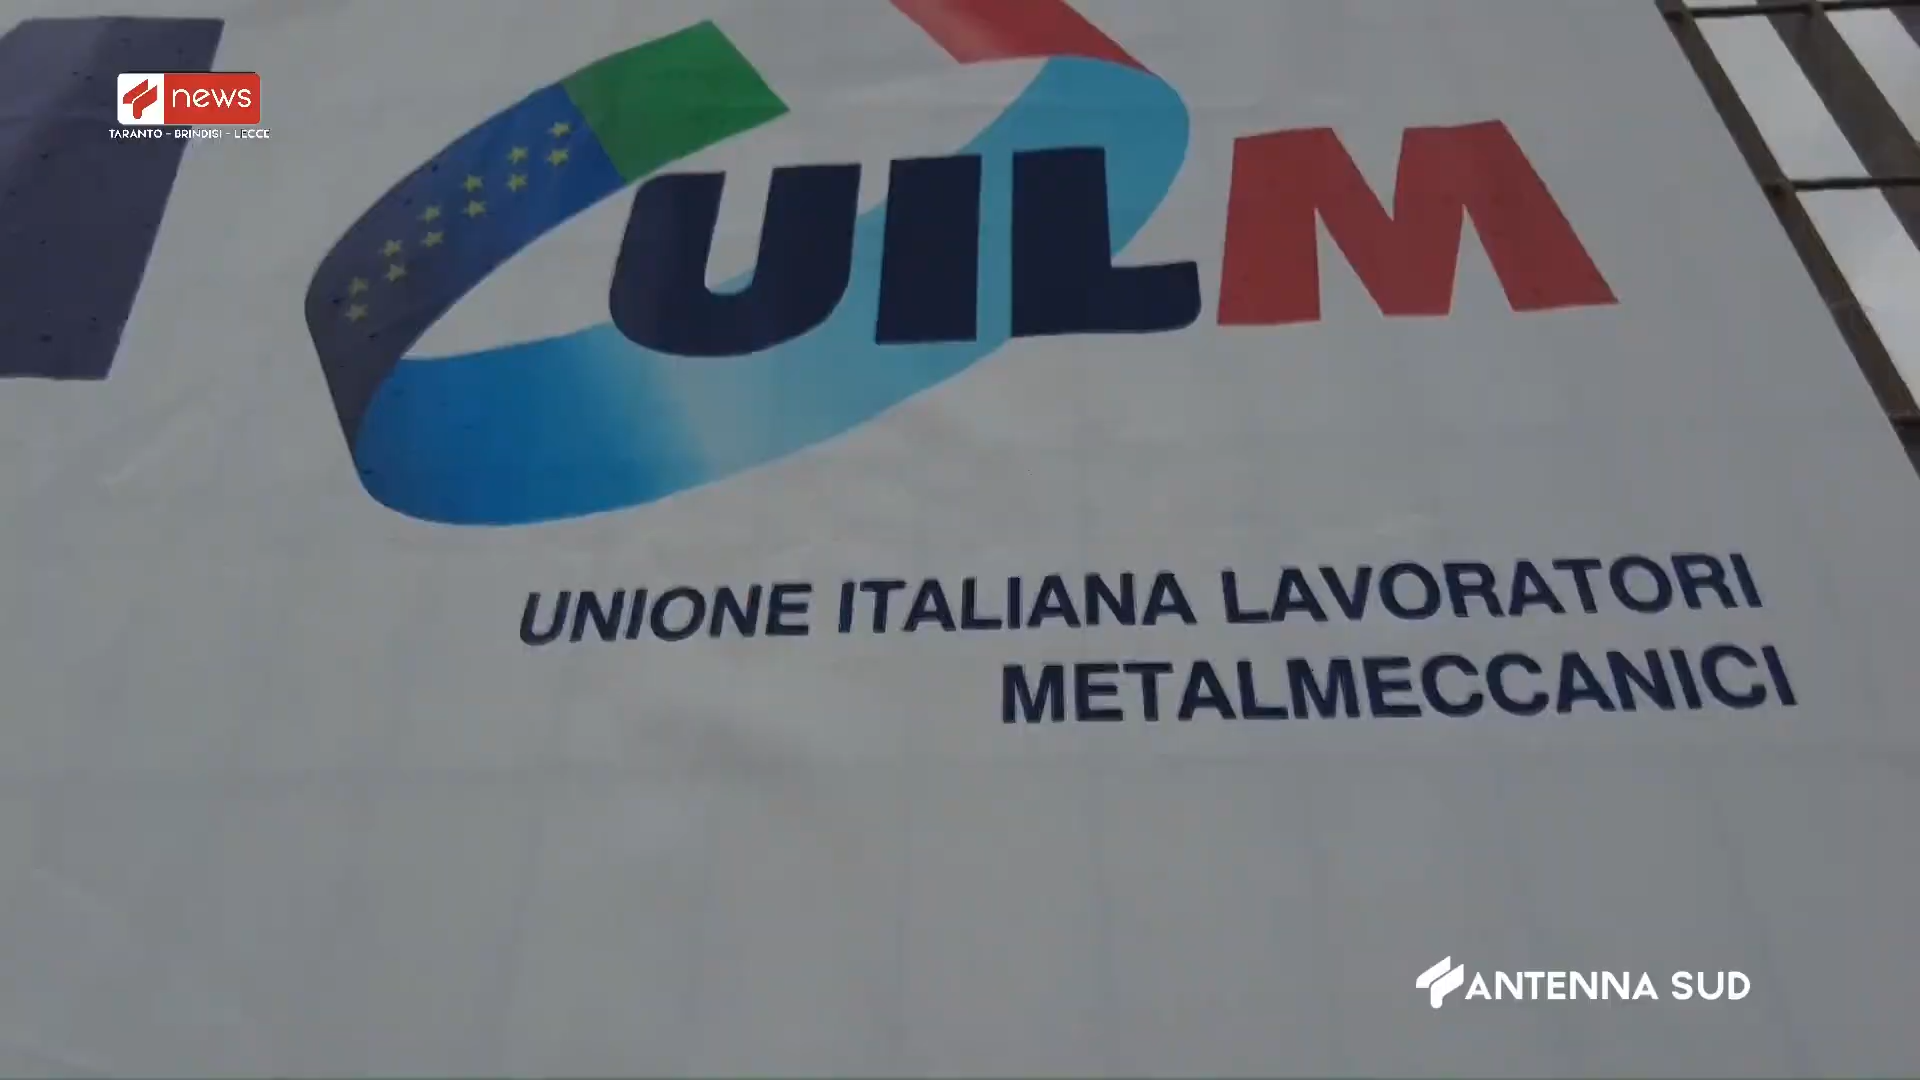 news
TARANTO - BRINDISI - LECCE
UILM
UNIONE ITALIANA LAVORATORI
METALMECCANICI
ANTENNA SUD